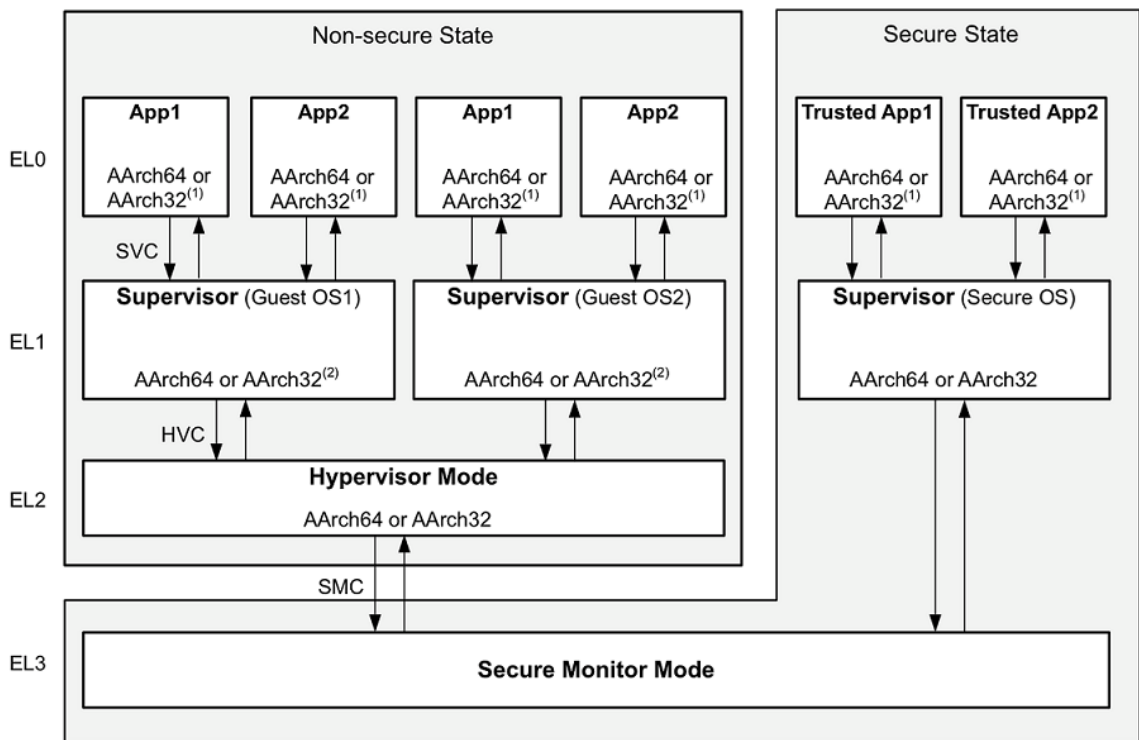 Non-secure State
Secure State
EL0
App1
AArch64 or
AArch32(1)
App2
AArch64 or
AArch32(1)
App1
AArch64 or
AArch32(1)
App2
AArch64 or
AArch32(1)
Trusted App1
AArch64 or
AArch32(1)
Trusted App2
AArch64 or
AArch32(1)
SVC
EL1
Supervisor (Guest OS1)
AArch64 or AArch32(2)
Supervisor (Guest OS2)
AArch64 or AArch32(2)
Supervisor (Secure OS)
AArch64 or AArch32
HVC
EL2
Hypervisor Mode
AArch64 or AArch32
SMC
EL3
Secure Monitor Mode